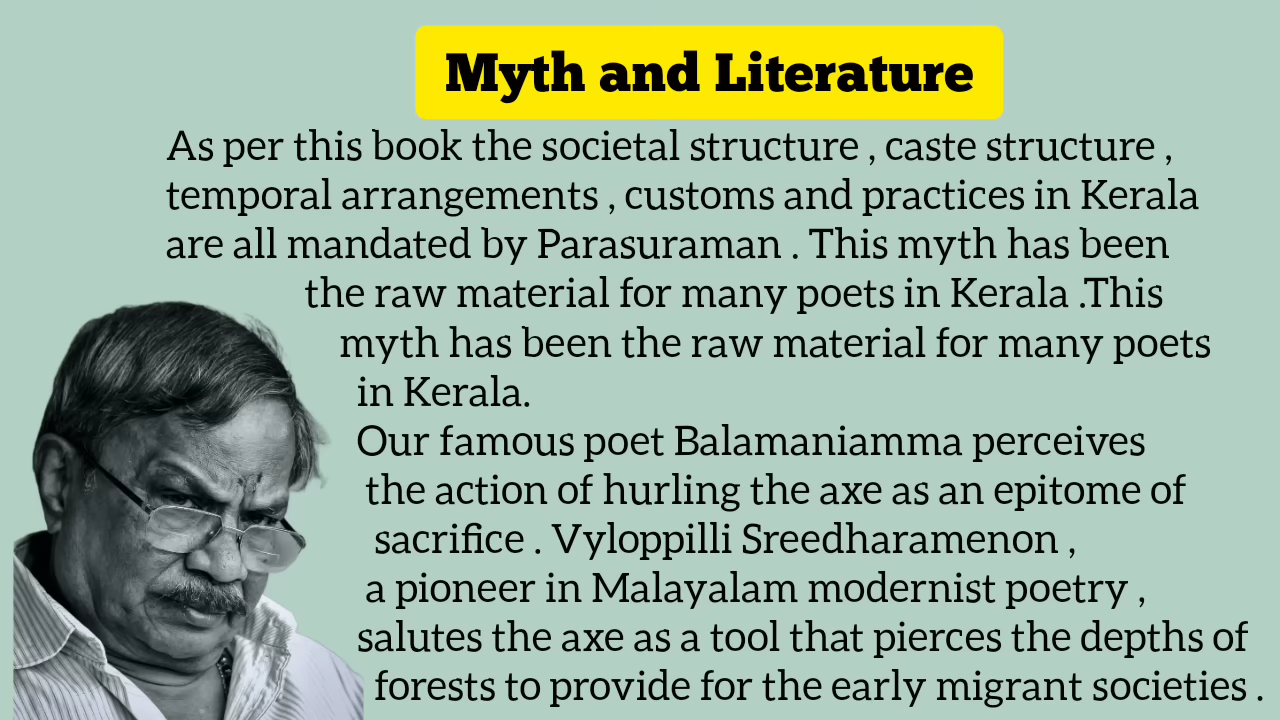 Myth and Literature
As per this book the societal structure , caste structure ,
temporal arrangements , customs and practices in Kerala
are all mandated by Parasuraman . This myth has been
the raw material for many poets in Kerala .This
myth has been the raw material for many poets
in Kerala.
Our famous poet Balamaniamma perceives
the action of hurling the axe as an epitome of
sacrifice . Vyloppilli Sreedharamenon ,
a pioneer in Malayalam modernist poetry ,
salutes the axe as a tool that pierces the depths of
forests to provide for the early migrant societies .